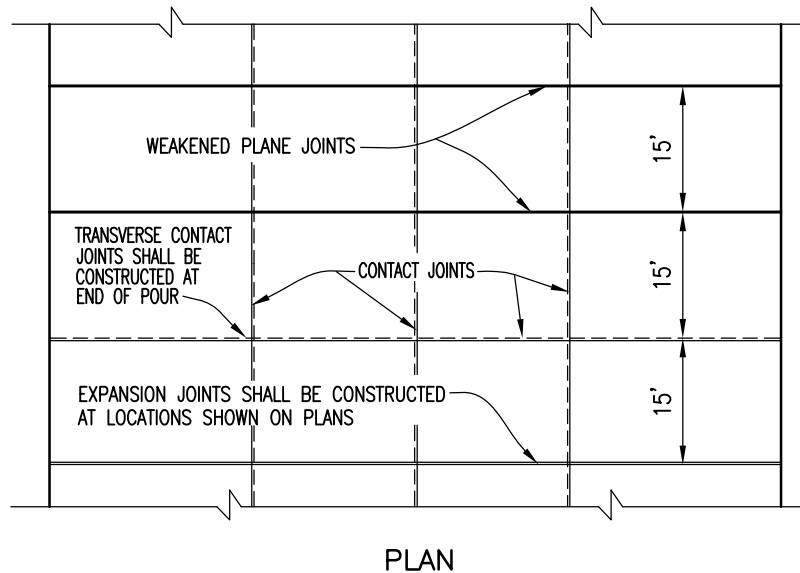 WEAKENED PLANE JOINTS
15'
TRANSVERSE CONTACT
JOINTS SHALL BE
CONSTRUCTED AT
END OF POUR
CONTACT JOINTS
15'
EXPANSION JOINTS SHALL BE CONSTRUCTED
AT LOCATIONS SHOWN ON PLANS
15'
PLAN